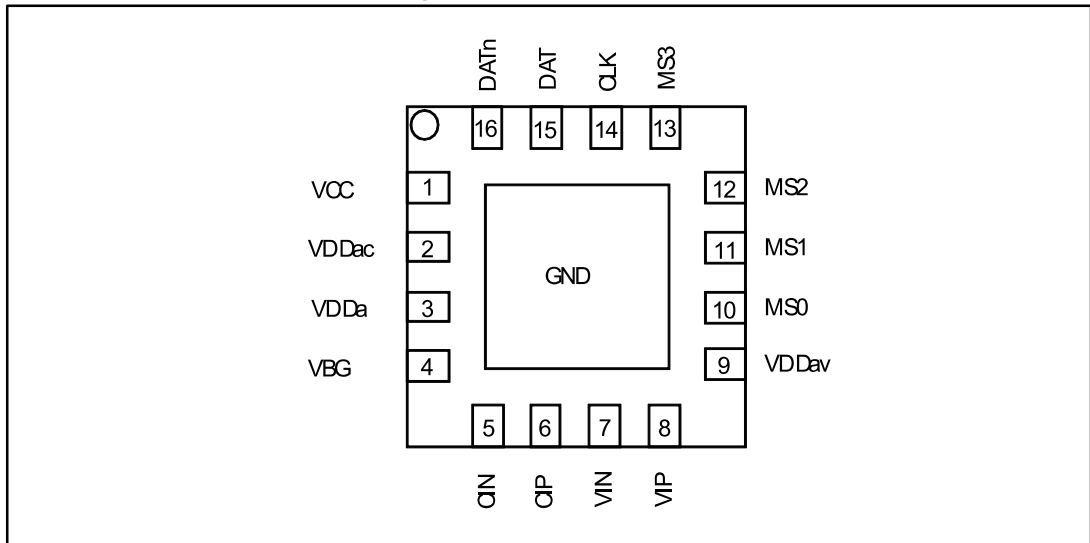 DATn DAT CLK MS3
16 15 14 13
VCC 1 12 MS2
VDDac 2 11 MS1
GND
VDDa 3 10 MS0
VBG 4 9 VDDav
5 6 7 8
CIN CIP VIN VIP